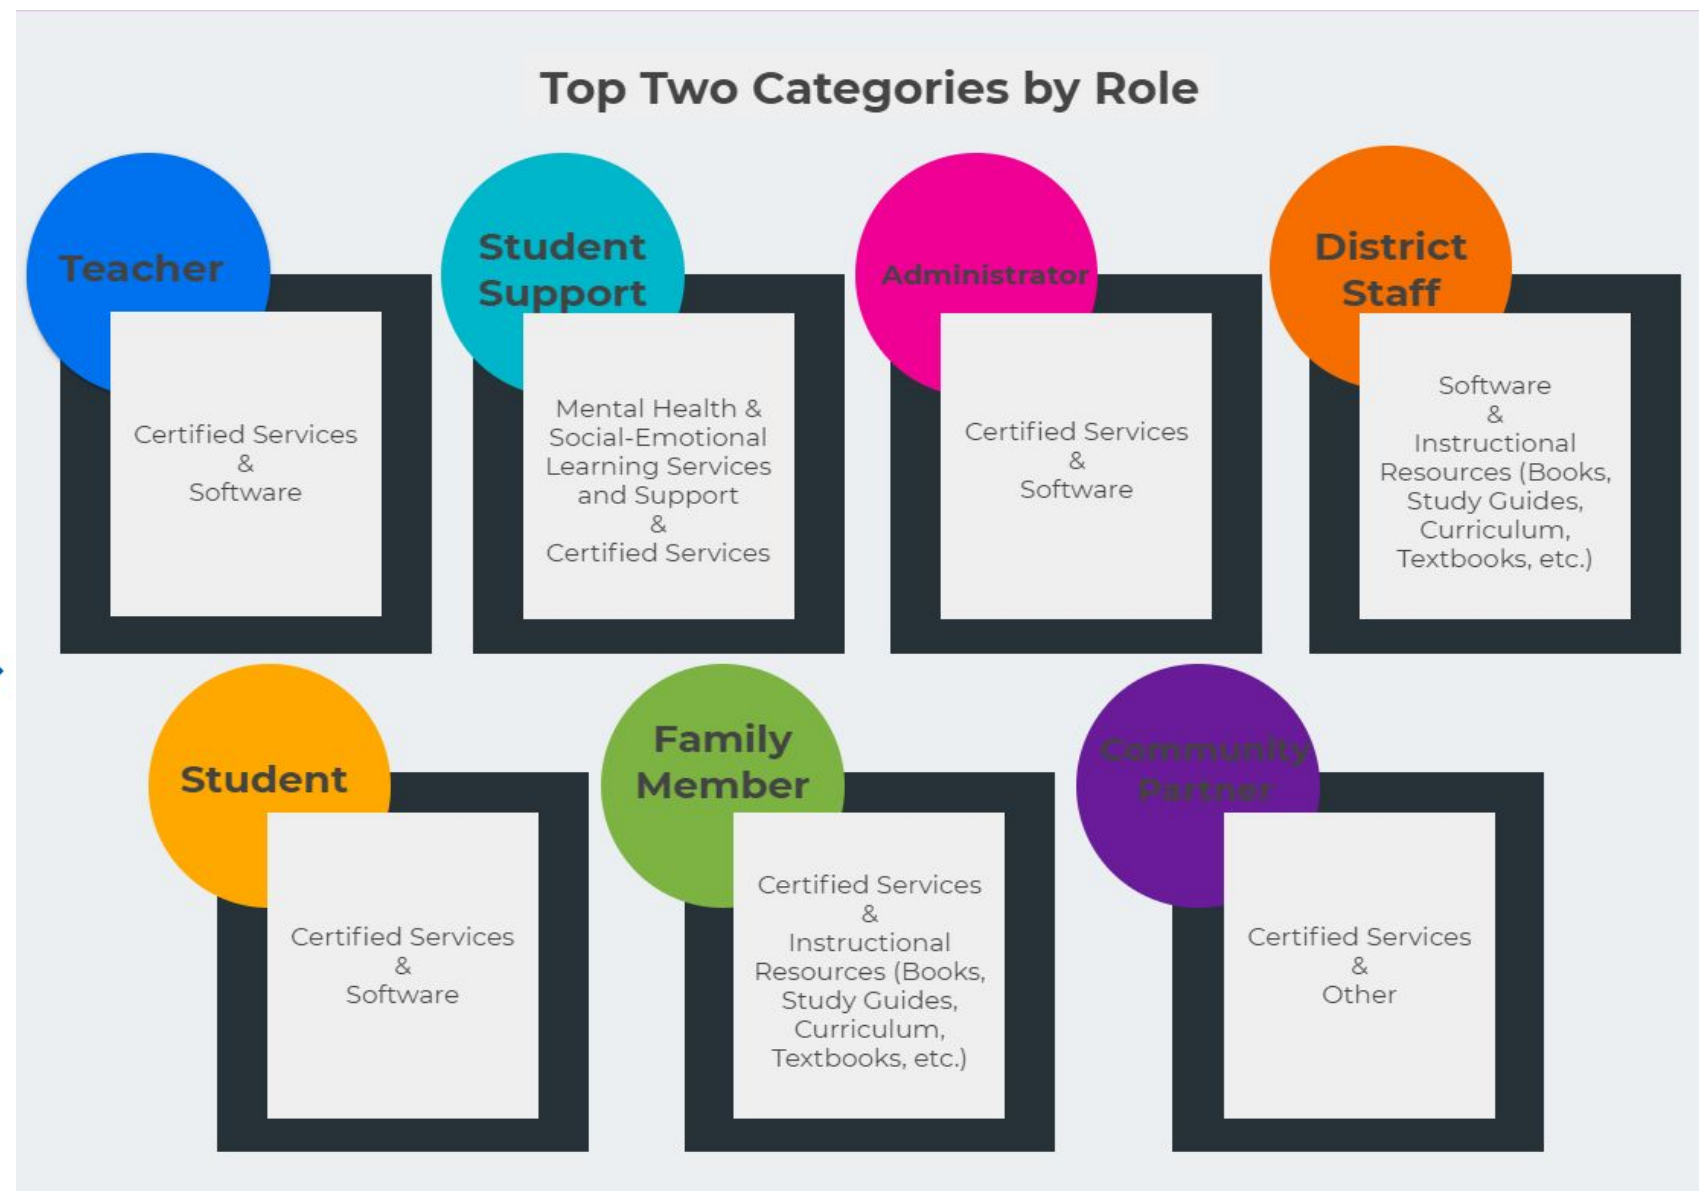 Top Two Categories by Role
Teacher
Certified Services
&
Software
Student
Support
Mental Health &
Social-Emotional
Learning Services
and Support
&
Certified Services
Administrator
Certified Services
&
Software
District
Staff
Software
&
Instructional
Resources (Books,
Study Guides,
Curriculum,
Textbooks, etc.)
Student
Certified Services
&
Software
Family
Member
Certified Services
&
Instructional
Resources (Books,
Study Guides,
Curriculum,
Textbooks, etc.)
Community
Partner
Certified Services
&
Other